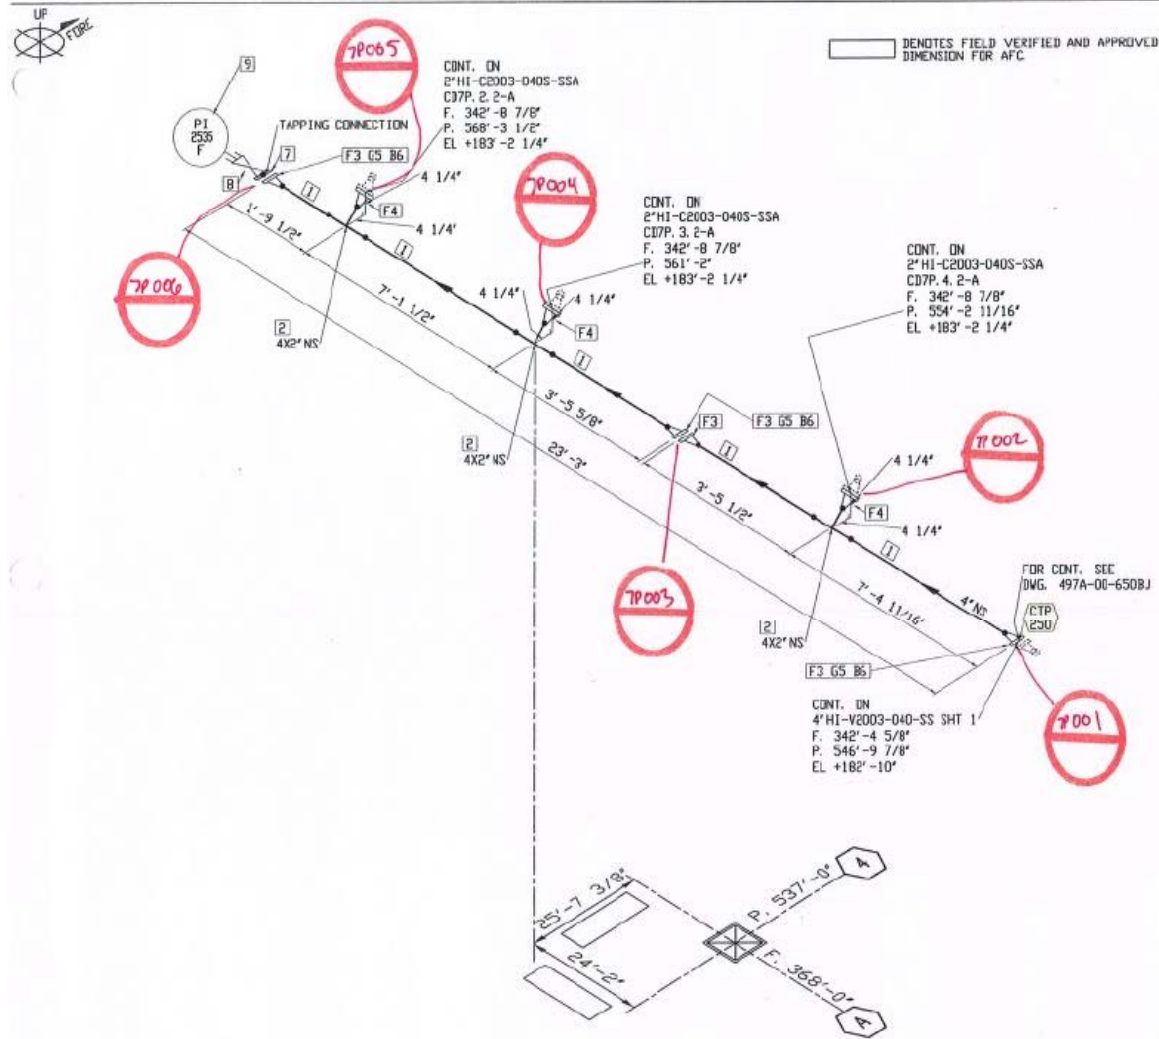 UP
FORE
DENOTES FIELD VERIFIED AND APPROVED
DIMENSION FOR AFC
9
PI
2535
F
TAPPING CONNECTION
7
8
F3 G5 B6
7P005
CONT. ON
2"HI-C2003-040S-SSA
CD7P.2.2-A
F. 342'-8 7/8"
P. 568'-3 1/2"
EL +183'-2 1/4"
4 1/4"
F4
4 1/4"
1
1'-9 1/2"
7P006
2
4X2"NS
7'-1 1/2"
1
7P004
CONT. ON
2"HI-C2003-040S-SSA
CD7P.3.2-A
F. 342'-8 7/8"
P. 561'-2"
EL +183'-2 1/4"
4 1/4"
4 1/4"
F4
1
2
4X2"NS
3'-5 5/8"
23'-3"
F3
F3 G5 B6
1
7P003
3'-5 1/2"
CONT. ON
2"HI-C2003-040S-SSA
CD7P.4.2-A
F. 342'-8 7/8"
P. 554'-2 11/16"
EL +183'-2 1/4"
7P002
4 1/4"
F4
4 1/4"
1
2
4X2"NS
7'-4 11/16"
4"NS
FOR CONT. SEE
DWG. 497A-00-650BJ
CTP
250
F3 G5 B6
CONT. ON
4"HI-V2003-040-SS SHT 1
F. 342'-4 5/8"
P. 546'-9 7/8"
EL +182'-10"
7P001
25'-7 3/8"
24'-2"
P. 537'-0"
4
F. 368'-0"
A